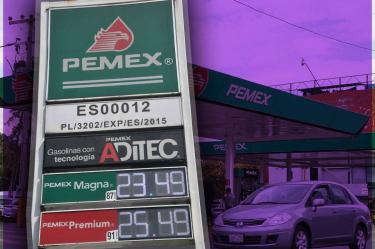 PEMEX®
ES00012
PL/3202/EXP/ES/2015
PEMEX
Gasolinas con tecnología ADITEC
PEMEX Magna® 87 23.49
PEMEX Premium® 91 25.49
PEMEX